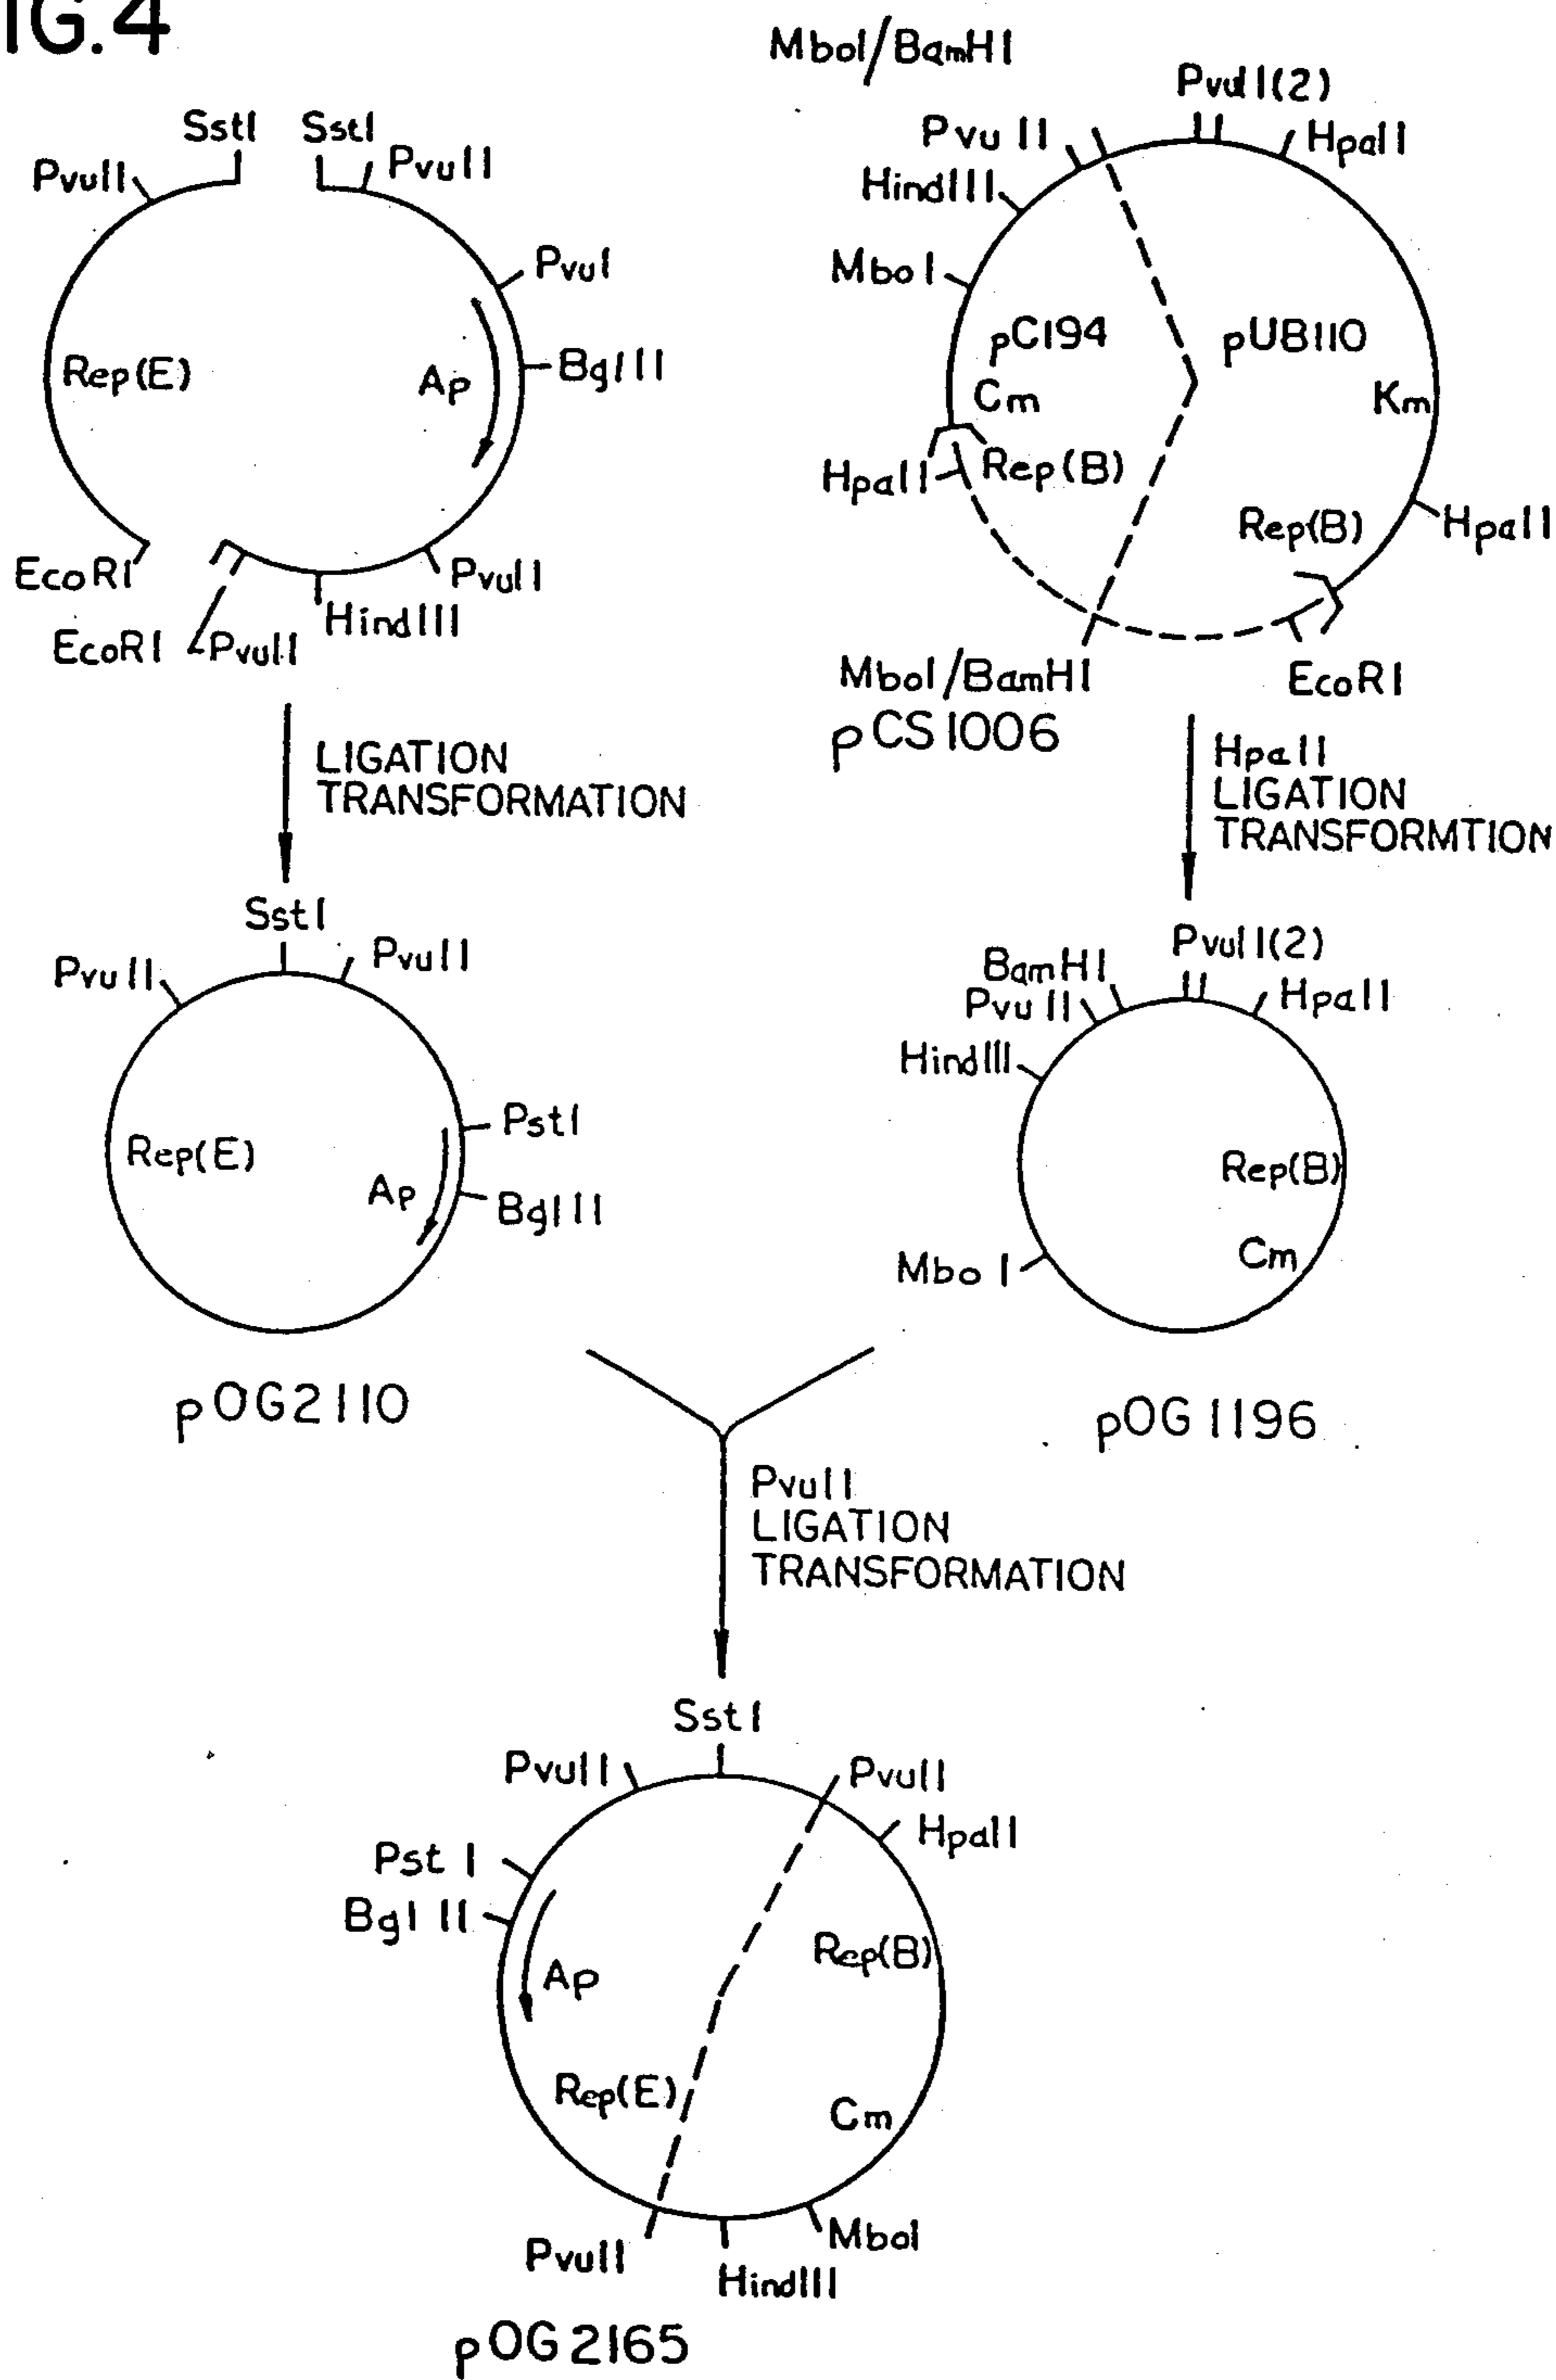 IG.4
SstI SstI
PvuII
PvuII
PvuI
BglII
Rep(E)
Ap
EcoRI
EcoRI
PvuII
HindIII
PvuII
MboI/BamHI
PvuII(2)
HpaII
PvuII
HindIII
MboI
pC194
Cm
pUB110
Km
HpaII
Rep(B)
Rep(B)
HpaII
EcoRI
MboI/BamHI
pCS1006
LIGATION
TRANSFORMATION
HpaII
LIGATION
TRANSFORMTION
SstI
PvuII
PvuII
PstI
BglII
Rep(E)
Ap
pOG2110
PvuII(2)
BamHI
PvuII
HpaII
HindIII
Rep(B)
Cm
MboI
pOG1196
PvuII
LIGATION
TRANSFORMATION
SstI
PvuII
PvuII
HpaII
PstI
BglII
Ap
Rep(B)
Rep(E)
Cm
PvuII
HindIII
MboI
pOG2165